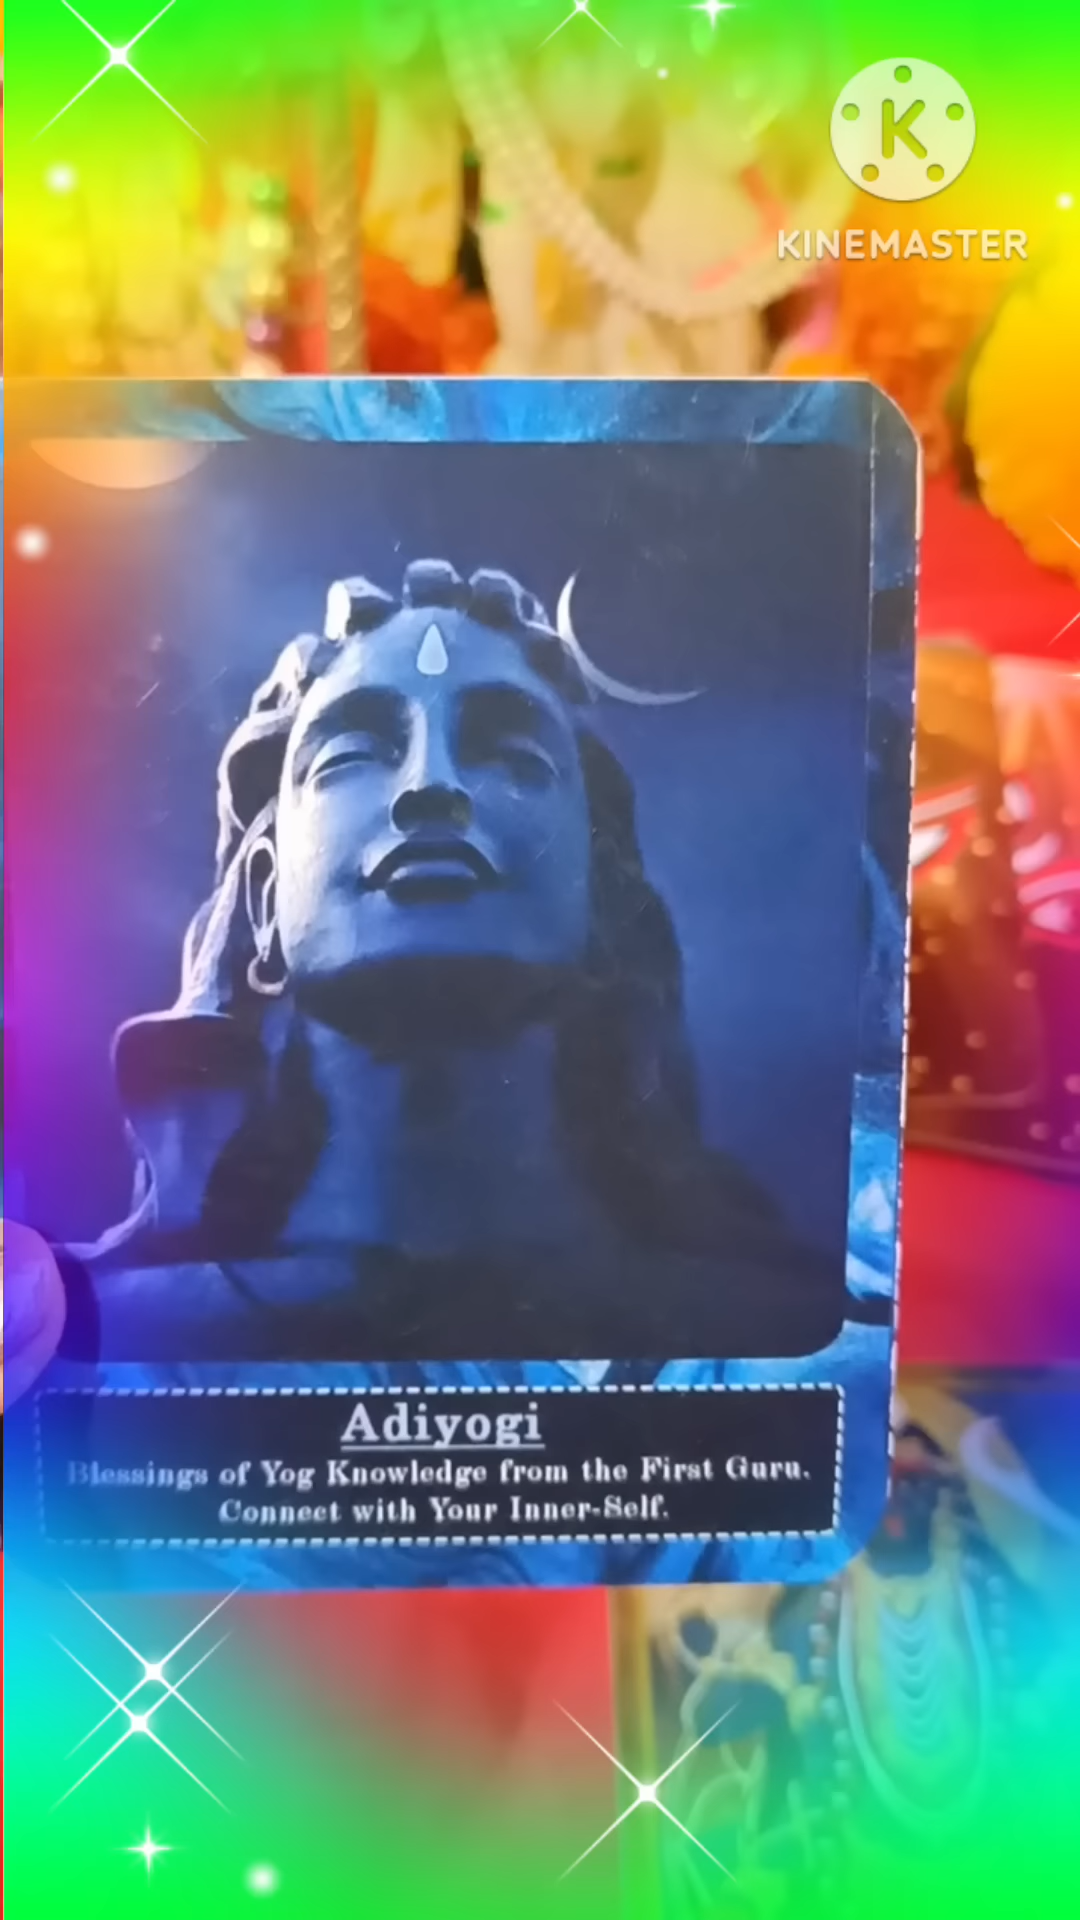 K
KINEMASTER
Adiyogi
Blessings of Yog Knowledge from the First Guru.
Connect with Your Inner-Self.